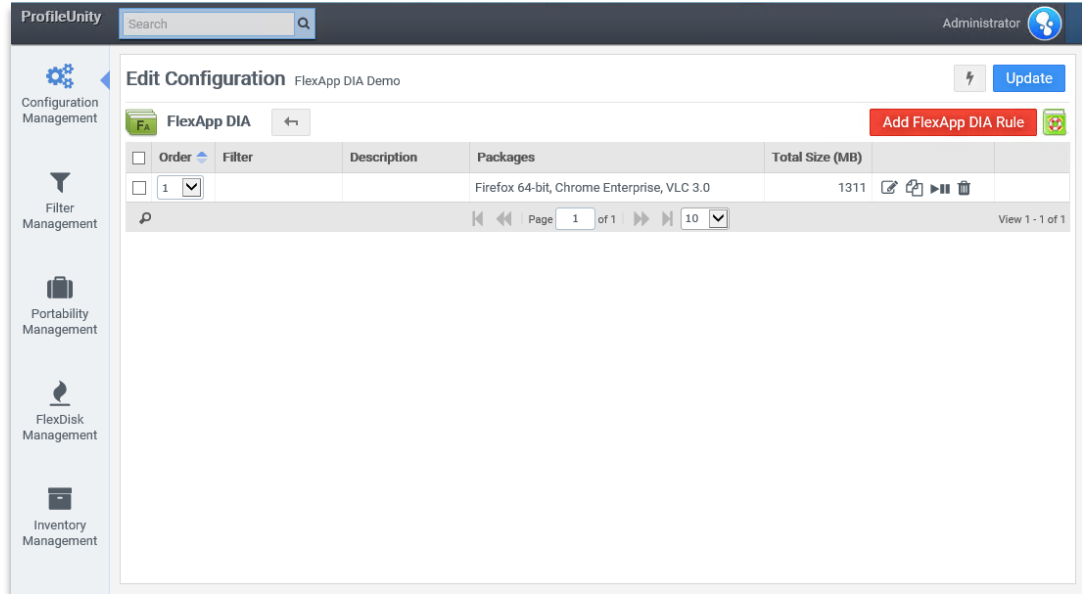 ProfileUnity
Search
Administrator
Configuration
Management
Filter
Management
Portability
Management
FlexDisk
Management
Inventory
Management
Edit Configuration FlexApp DIA Demo
Update
FA FlexApp DIA
Add FlexApp DIA Rule
Order Filter Description Packages Total Size (MB)
1 Firefox 64-bit, Chrome Enterprise, VLC 3.0 1311
Page 1 of 1 10 View 1 - 1 of 1